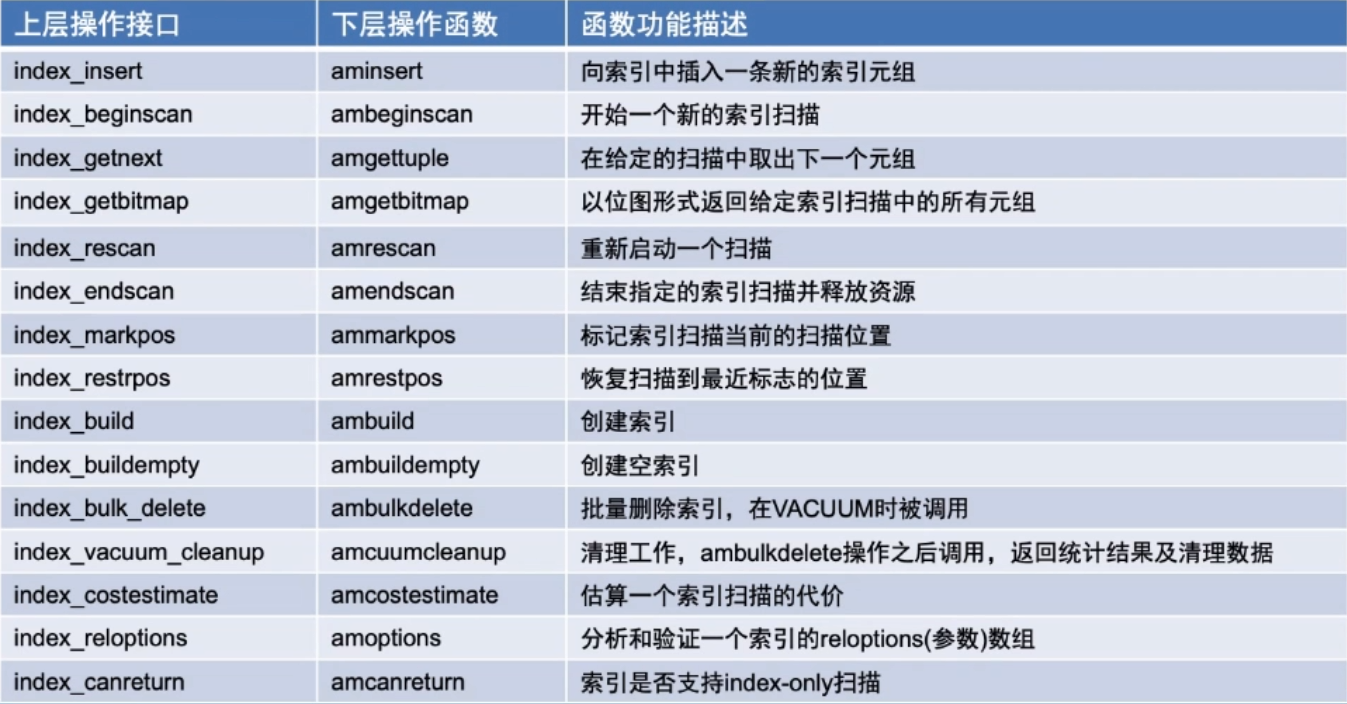 上层操作接口 下层操作函数 函数功能描述
index_insert aminsert 向索引中插入一条新的索引元组
index_beginscan ambeginscan 开始一个新的索引扫描
index_getnext amgettuple 在给定的扫描中取出下一个元组
index_getbitmap amgetbitmap 以位图形式返回给定索引扫描中的所有元组
index_rescan amrescan 重新启动一个扫描
index_endscan amendscan 结束指定的索引扫描并释放资源
index_markpos ammarkpos 标记索引扫描当前的扫描位置
index_restrpos amrestpos 恢复扫描到最近标志的位置
index_build ambuild 创建索引
index_buildempty ambuildempty 创建空索引
index_bulk_delete ambulkdelete 批量删除索引，在VACUUM时被调用
index_vacuum_cleanup amcuumcleanup 清理工作，ambulkdelete操作之后调用，返回统计结果及清理数据
index_costestimate amcostestimate 估算一个索引扫描的代价
index_reloptions amoptions 分析和验证一个索引的reloptions(参数)数组
index_canreturn amcanreturn 索引是否支持index-only扫描